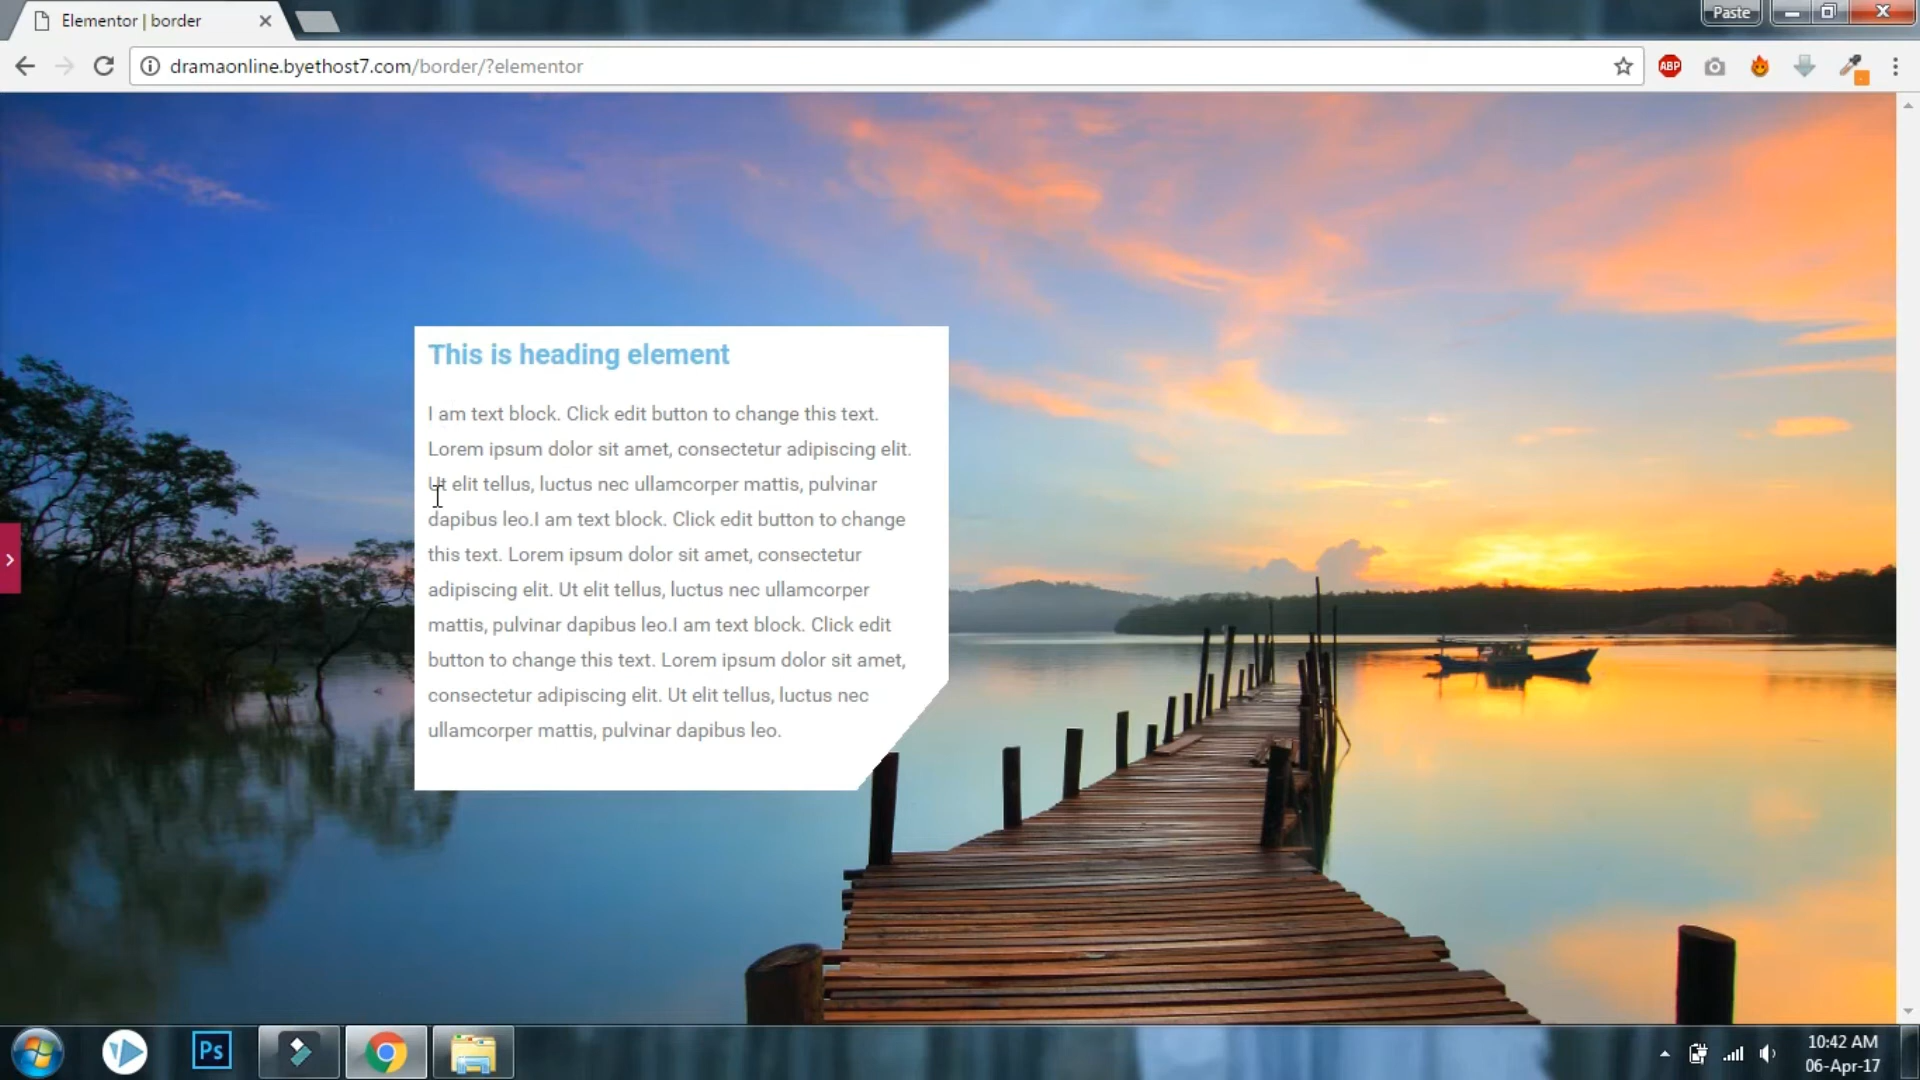 Elementor | border
Paste
dramaonline.byethost7.com/border/?elementor
ABP
This is heading element
I am text block. Click edit button to change this text.
Lorem ipsum dolor sit amet, consectetur adipiscing elit.
Ut elit tellus, luctus nec ullamcorper mattis, pulvinar
dapibus leo.I am text block. Click edit button to change
this text. Lorem ipsum dolor sit amet, consectetur
adipiscing elit. Ut elit tellus, luctus nec ullamcorper
mattis, pulvinar dapibus leo.I am text block. Click edit
button to change this text. Lorem ipsum dolor sit amet,
consectetur adipiscing elit. Ut elit tellus, luctus nec
ullamcorper mattis, pulvinar dapibus leo.
Ps
10:42 AM
06-Apr-17